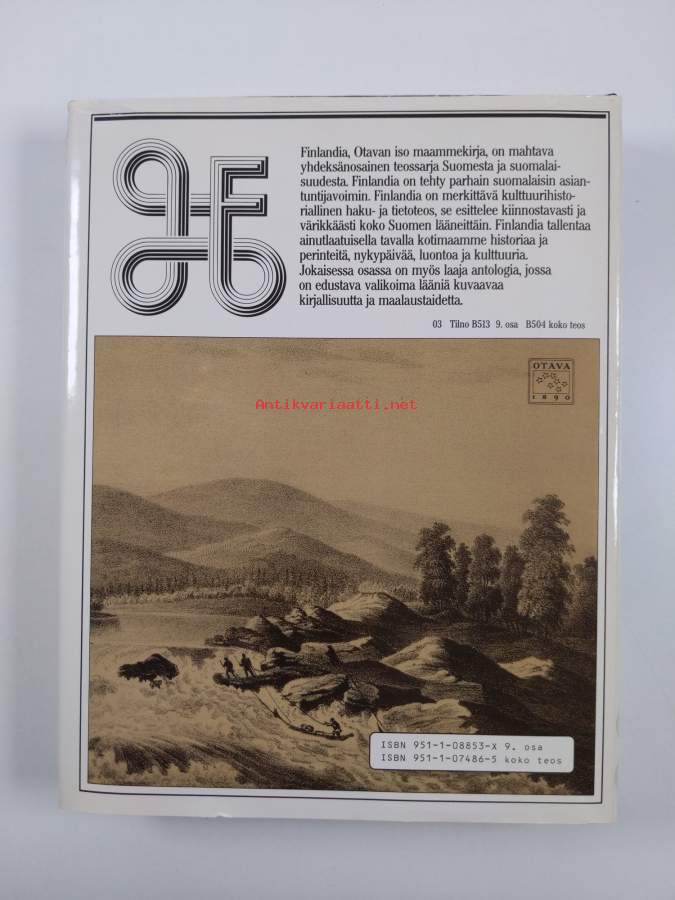 Finlandia, Otavan iso maammekirja, on mahtava
yhdeksänosainen teossarja Suomesta ja suomalai-
suudesta. Finlandia on tehty parhain suomalaisin asian-
tuntijavoimin. Finlandia on merkittävä kulttuurihisto-
riallinen haku- ja tietoteos, se esittelee kiinnostavasti ja
värikkäästi koko Suomen lääneittäin. Finlandia tallentaa
ainutlaatuisella tavalla kotimaamme historiaa ja
perinteitä, nykypäivää, luontoa ja kulttuuria.
Jokaisessa osassa on myös laaja antologia, jossa
on edustava valikoima lääniä kuvaavaa
kirjallisuutta ja maalaustaidetta.
03 Tilno B513 9. osa B504 koko teos
OTAVA
1890
Antikvariaatti.net
ISBN 951-1-08853-X 9. osa
ISBN 951-1-07486-5 koko teos